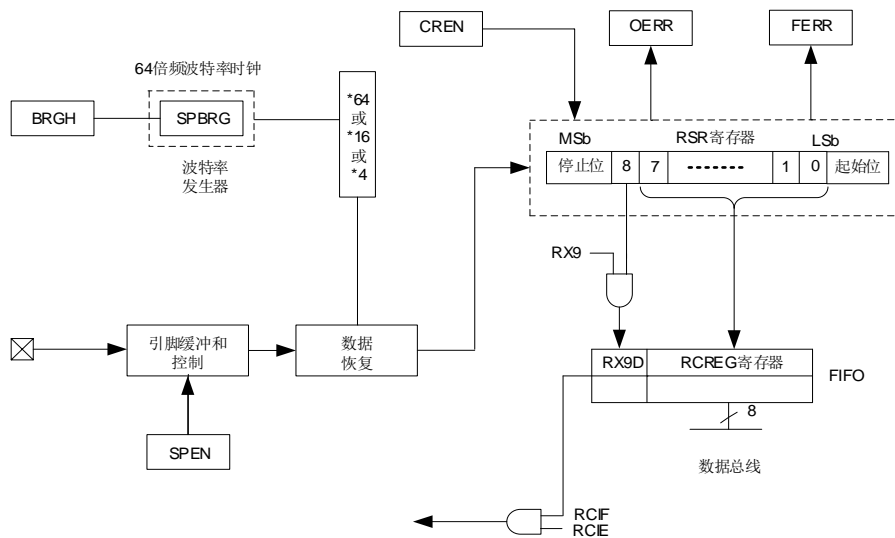 CREN
OERR
FERR
64倍频波特率时钟
BRGH
SPBRG
波特率
发生器
*64
或
*16
或
*4
MSb
RSR寄存器
LSb
停止位 8 7 ------- 1 0 起始位
RX9
引脚缓冲和
控制
数据
恢复
RX9D RCREG寄存器
FIFO
8
SPEN
数据总线
RCIF
RCIE